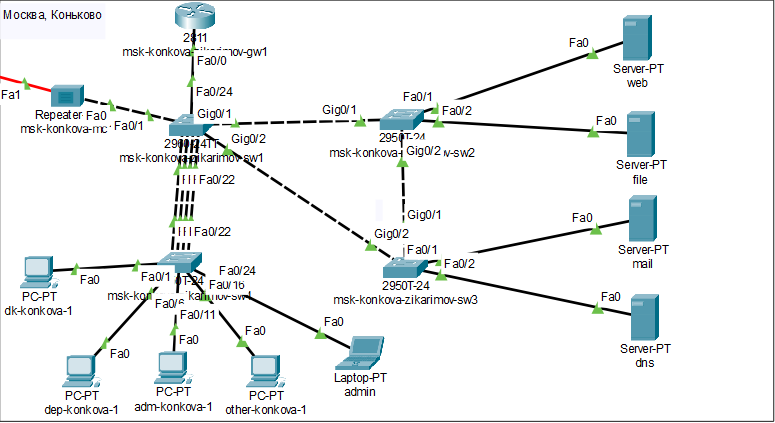 Москва, Коньково
2811
msk-konkova-zikarimov-gw1
Fa0/0
Fa0/24
Fa1
Repeater
Fa0
Fa0/1
Gig0/1
Gig0/2
msk-konkova-zikarimov-sw1
Fa0/22
Fa0/22
Gig0/1
2950T-24
Fa0/1
Fa0/2
Gig0/2
Fa0
Server-PT
web
Fa0
Server-PT
file
Gig0/1
Gig0/2
Fa0/1
Fa0/2
2950T-24
msk-konkova-zikarimov-sw3
Fa0
Server-PT
mail
Fa0
Server-PT
dns
Fa0/1
Fa0/24
Fa0/16
Fa0/11
Fa0
PC-PT
dk-konkova-1
Fa0
PC-PT
dep-konkova-1
Fa0
PC-PT
adm-konkova-1
Fa0
PC-PT
other-konkova-1
Fa0
Laptop-PT
admin